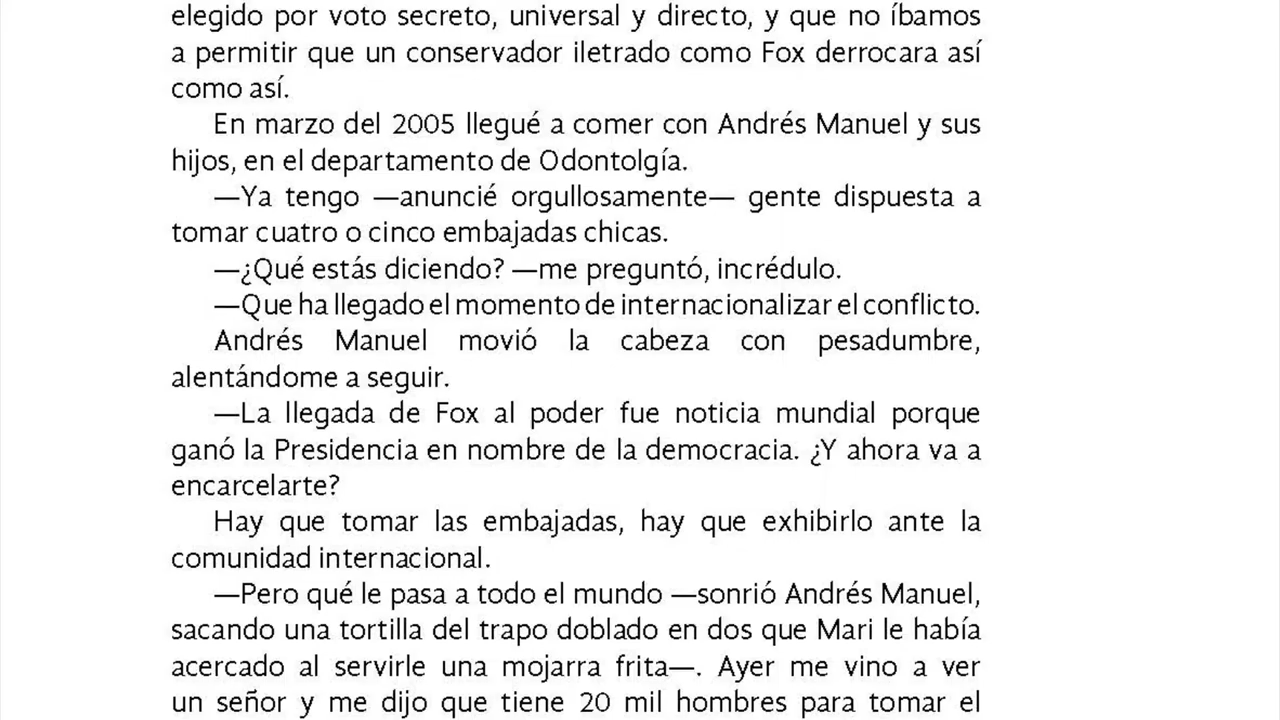 elegido por voto secreto, universal y directo, y que no íbamos
a permitir que un conservador iletrado como Fox derrocara así
como así.
En marzo del 2005 llegué a comer con Andrés Manuel y sus
hijos, en el departamento de Odontolgía.
—Ya tengo —anuncié orgullosamente— gente dispuesta a
tomar cuatro o cinco embajadas chicas.
—¿Qué estás diciendo? —me preguntó, incrédulo.
—Que ha llegado el momento de internacionalizar el conflicto.
Andrés Manuel movió la cabeza con pesadumbre,
alentándome a seguir.
—La llegada de Fox al poder fue noticia mundial porque
ganó la Presidencia en nombre de la democracia. ¿Y ahora va a
encarcelarte?
Hay que tomar las embajadas, hay que exhibirlo ante la
comunidad internacional.
—Pero qué le pasa a todo el mundo —sonrió Andrés Manuel,
sacando una tortilla del trapo doblado en dos que Mari le había
acercado al servirle una mojarra frita—. Ayer me vino a ver
un señor y me dijo que tiene 20 mil hombres para tomar el